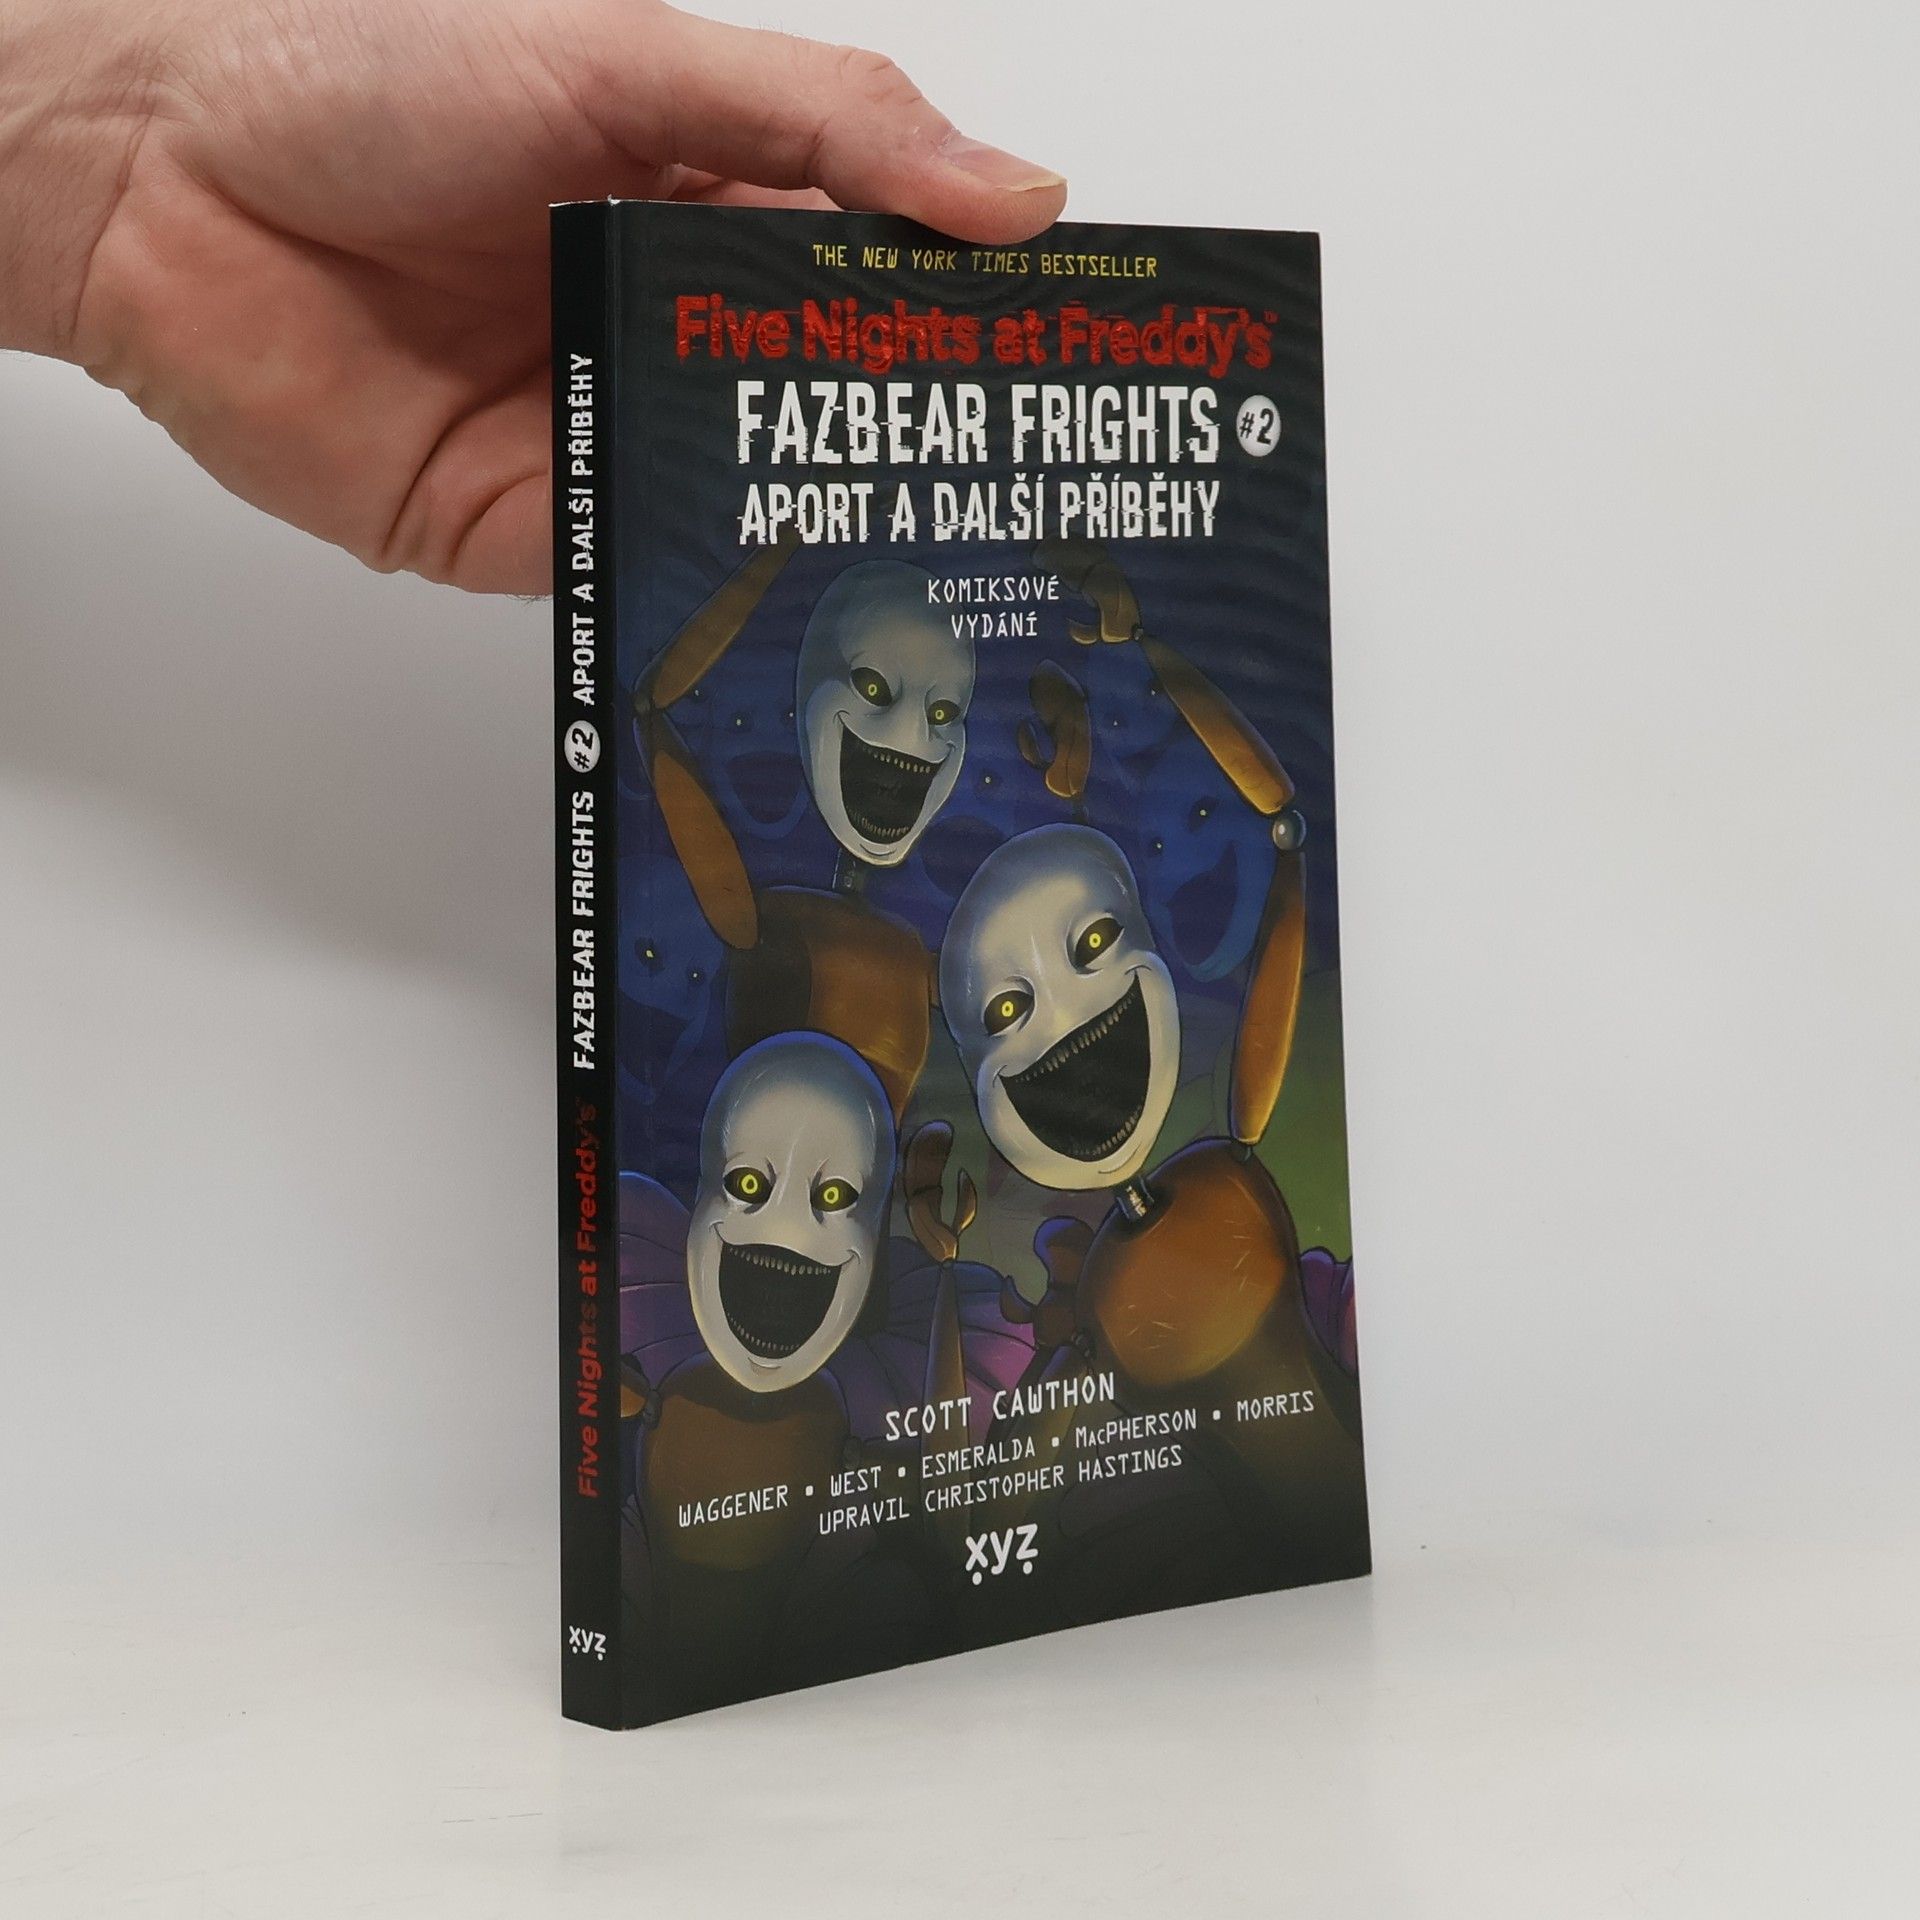 THE NEW YORK TIMES BESTSELLER
Five Nights at Freddy's™
FAZBEAR FRIGHTS #2
APORT A DALŠÍ PŘÍBĚHY
KOMIKSOVÉ
VYDÁNÍ
SCOTT CAWTHON
WAGGENER • WEST • ESMERALDA • MacPHERSON • MORRIS
UPRAVIL CHRISTOPHER HASTINGS
xyz
Five Nights at Freddy's™ FAZBEAR FRIGHTS #2 APORT A DALŠÍ PŘÍBĚHY
xyz